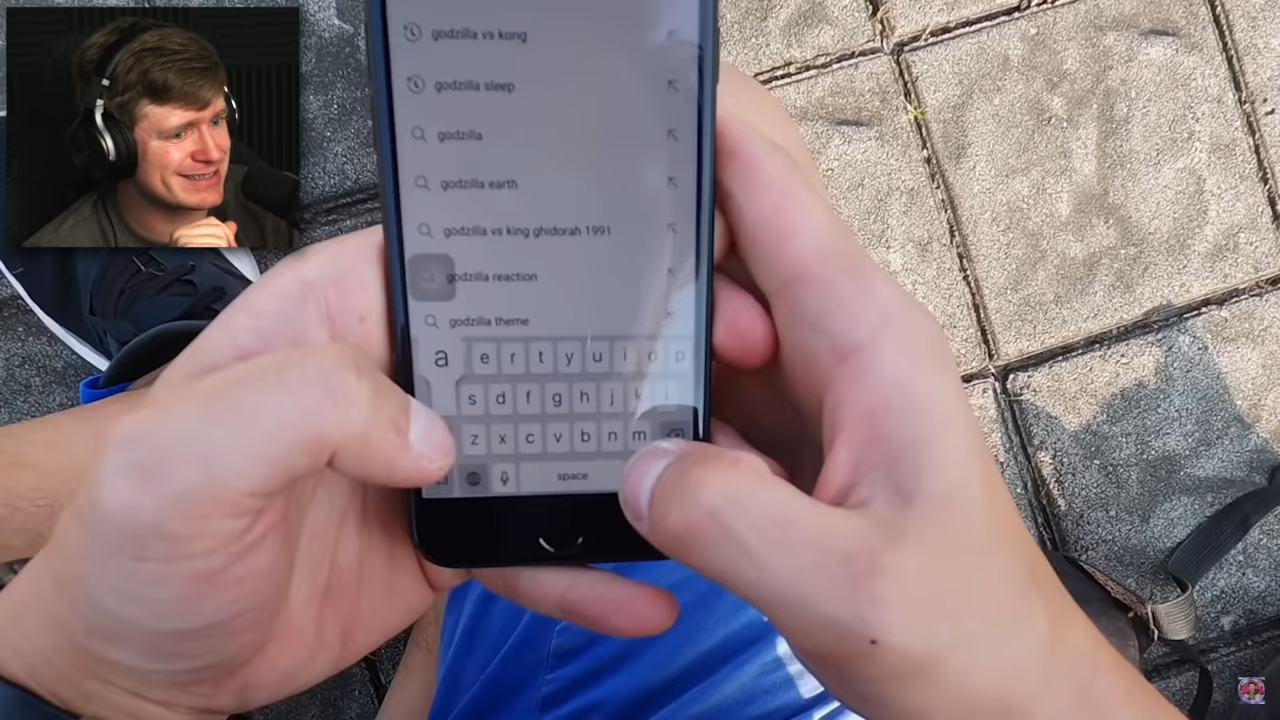 godzilla vs kong
godzilla sleep
godzilla
godzilla earth
godzilla vs king ghidorah 1991
godzilla reaction
godzilla theme
a e r t y u i o p
s d f g h j k l
z x c v b n m
space